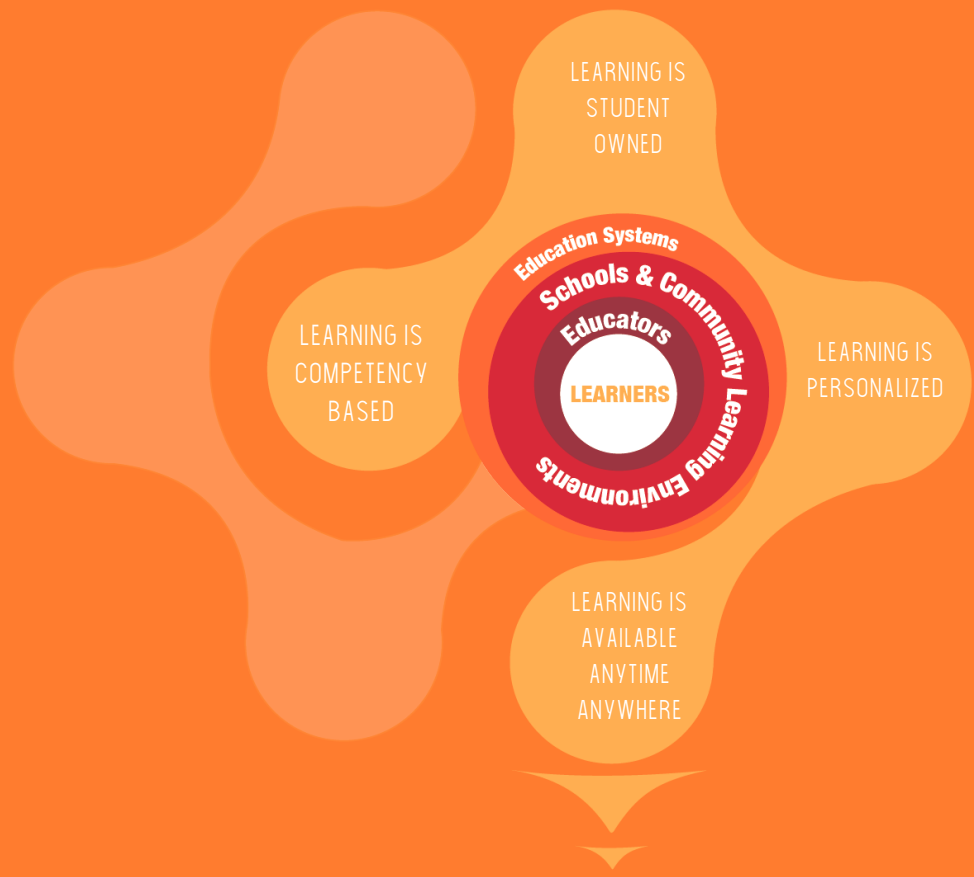 LEARNING IS
STUDENT
OWNED
Education Systems
Schools & Community Learning Environments
Educators
LEARNERS
LEARNING IS
COMPETENCY
BASED
LEARNING IS
PERSONALIZED
LEARNING IS
AVAILABLE
ANYTIME
ANYWHERE